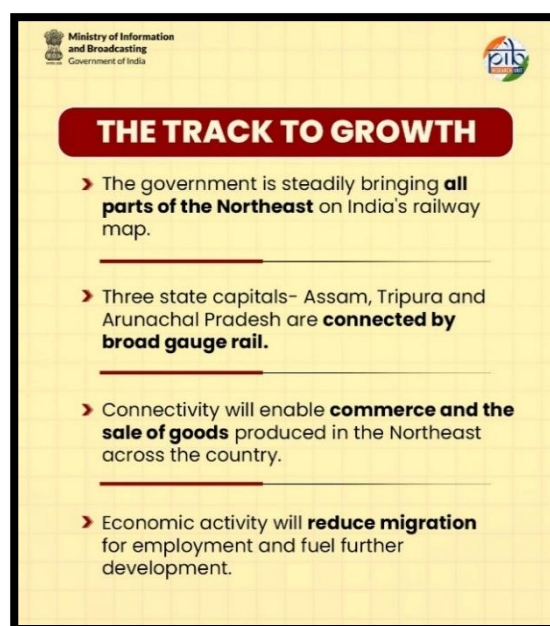 Ministry of Information
and Broadcasting
Government of India
pib
RESEARCH UNIT
THE TRACK TO GROWTH
The government is steadily bringing all
parts of the Northeast on India's railway
map.
Three state capitals- Assam, Tripura and
Arunachal Pradesh are connected by
broad gauge rail.
Connectivity will enable commerce and the
sale of goods produced in the Northeast
across the country.
Economic activity will reduce migration
for employment and fuel further
development.